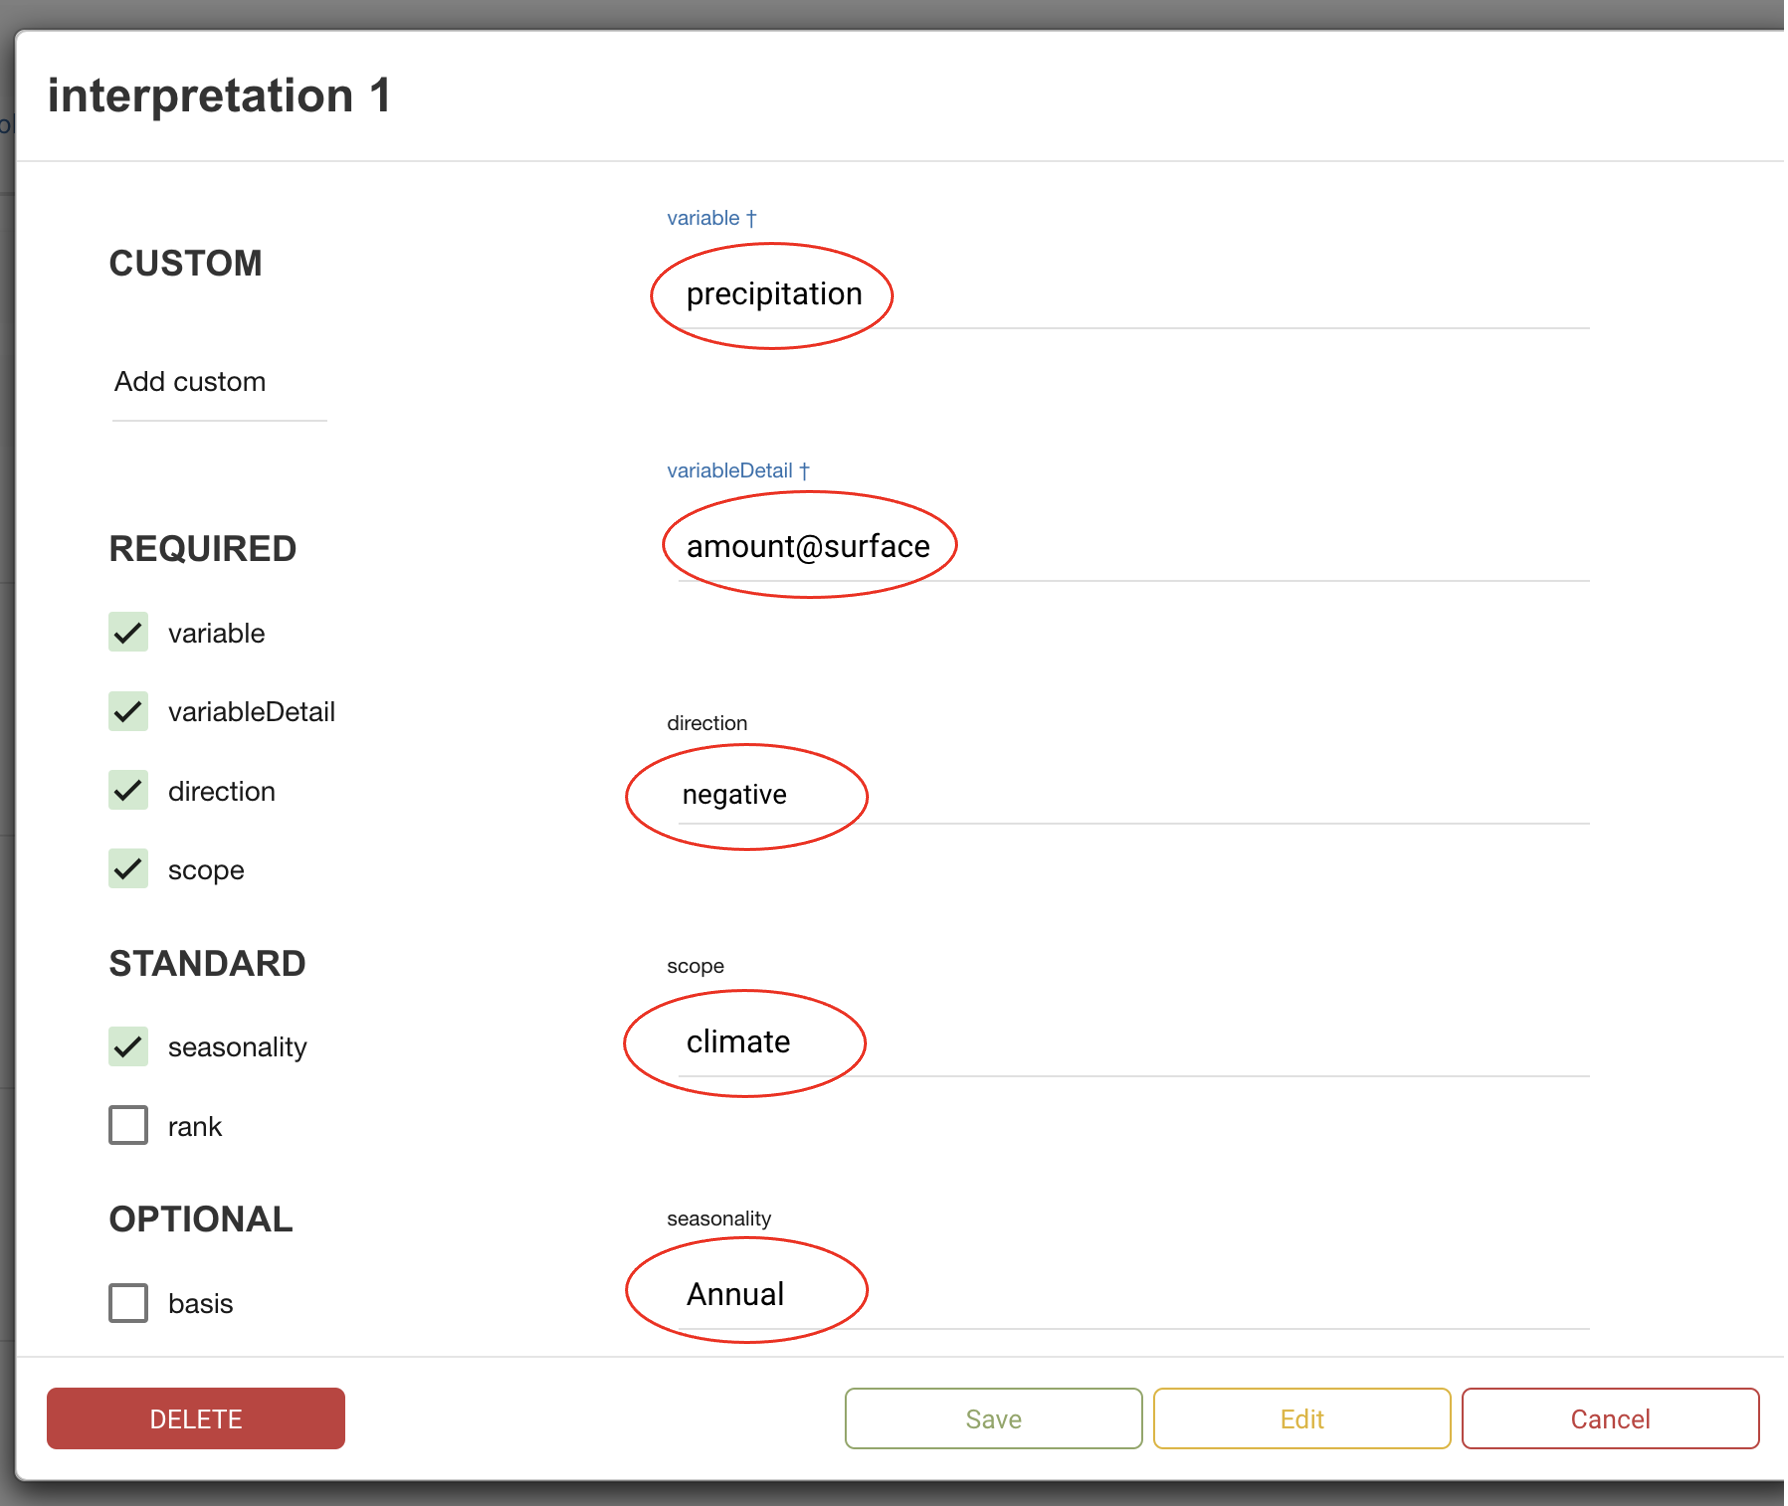 interpretation 1
CUSTOM
Add custom
REQUIRED
variable
variableDetail
direction
scope
STANDARD
seasonality
rank
OPTIONAL
basis
variable †
precipitation
variableDetail †
amount@surface
direction
negative
scope
climate
seasonality
Annual
DELETE
Save
Edit
Cancel